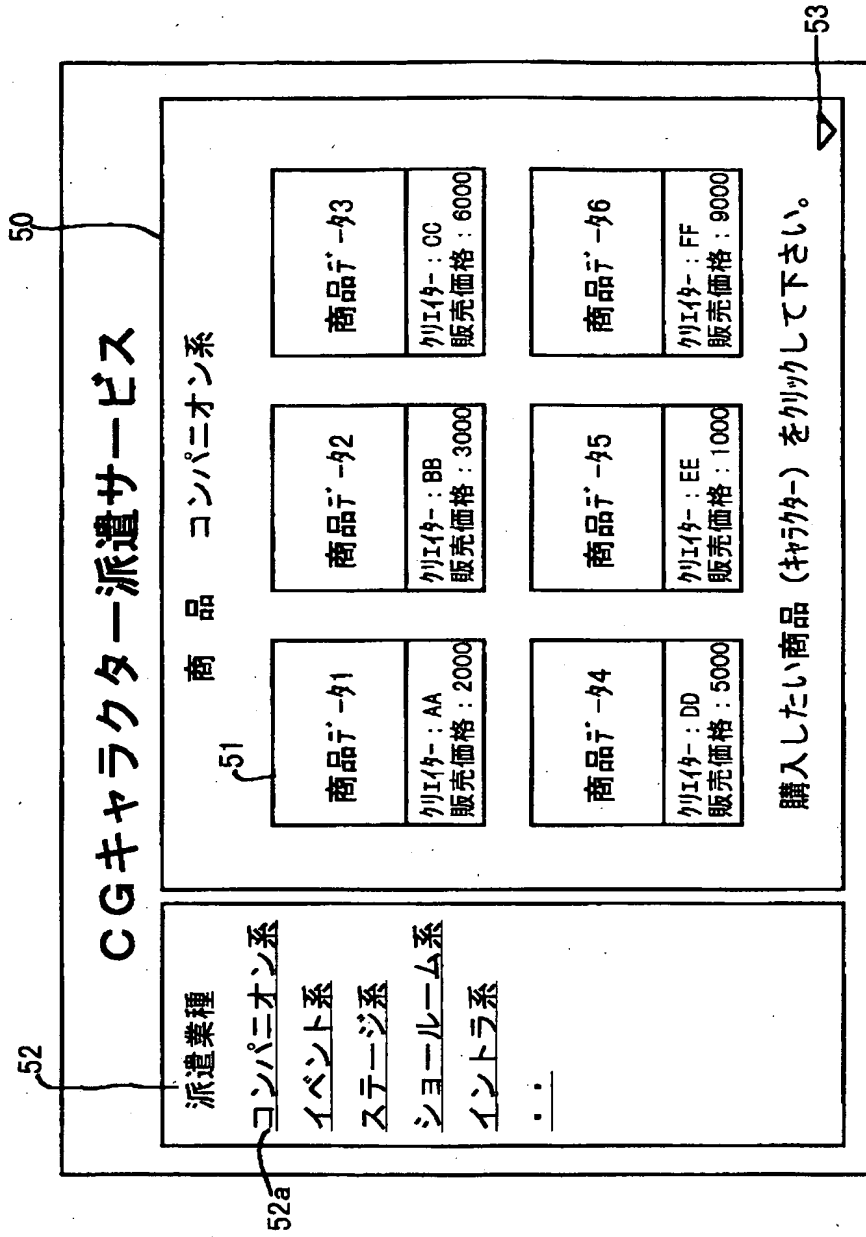 CGキャラクター派遣サービス
52
派遣業種
52a
コンパニオン系
イベント系
ステージ系
ショールーム系
イントラ系
・・
50
商品 コンパニオン系
51
商品データ1
クリエイター:AA
販売価格:2000
商品データ2
クリエイター:BB
販売価格:3000
商品データ3
クリエイター:CC
販売価格:6000
商品データ4
クリエイター:DD
販売価格:5000
商品データ5
クリエイター:EE
販売価格:1000
商品データ6
クリエイター:FF
販売価格:9000
購入したい商品(キャラクター)をクリックして下さい。
53